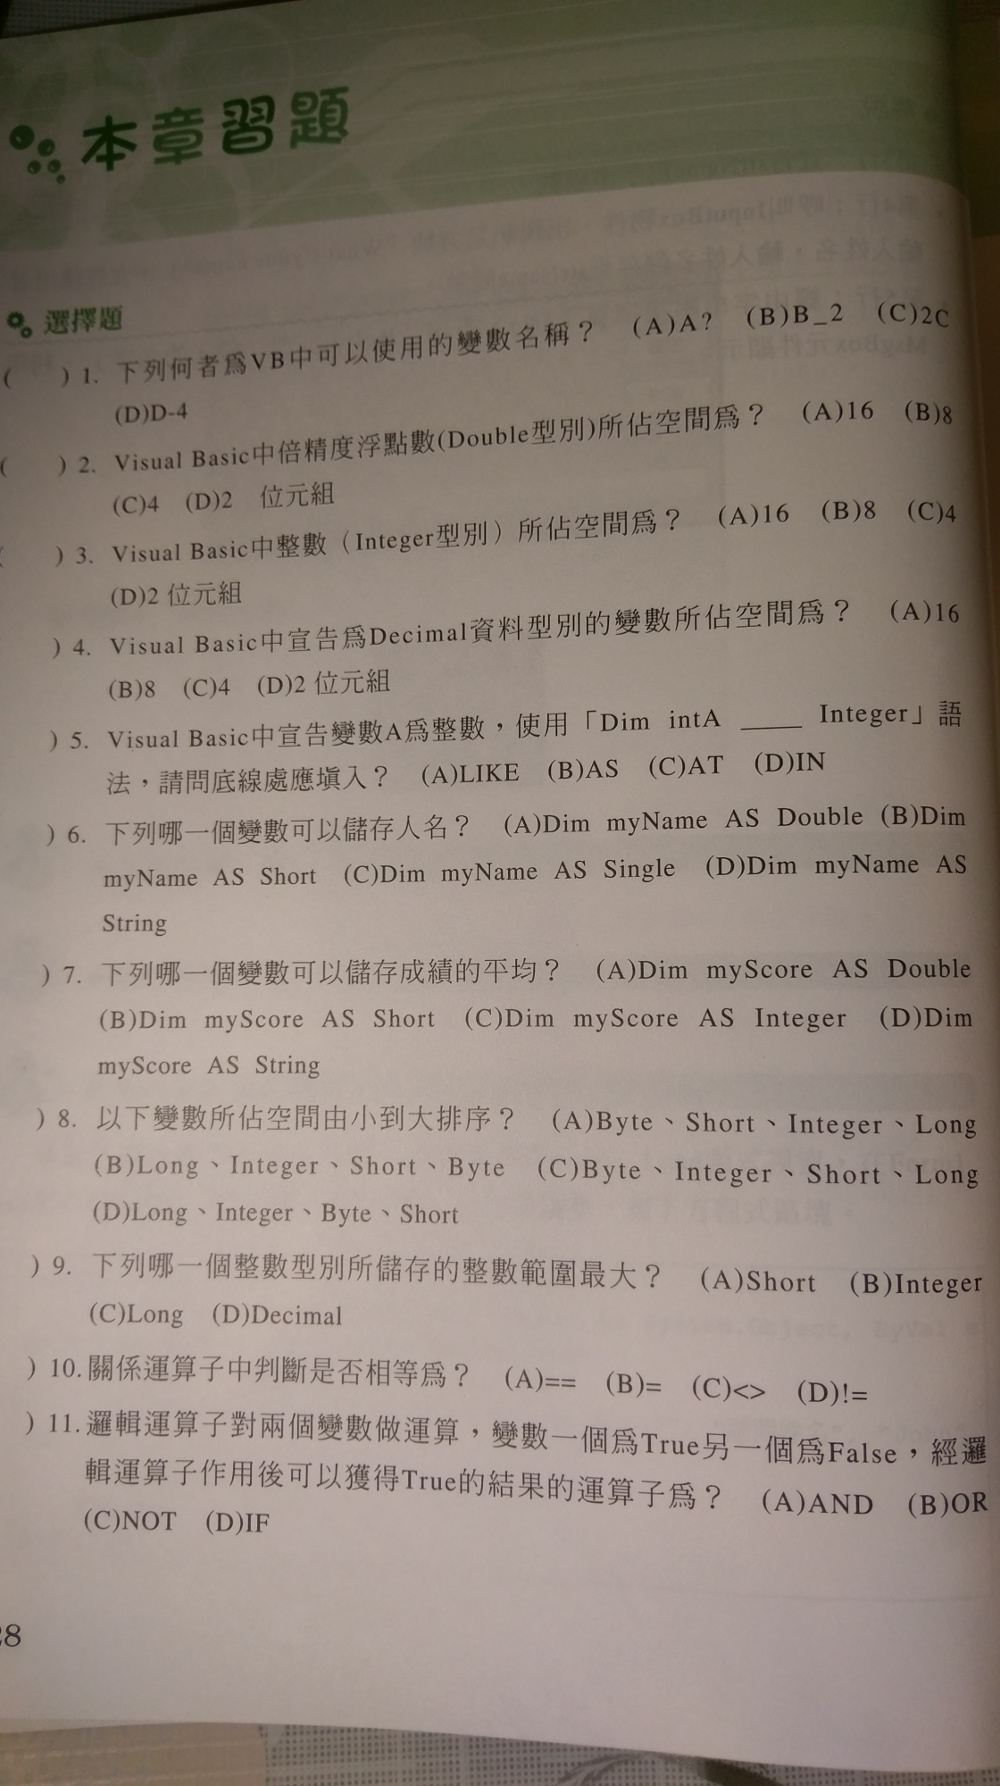 本章習題
選擇題
( ) 1. 下列何者為VB中可以使用的變數名稱？ (A)A? (B)B_2 (C)2C
(D)D-4
( ) 2. Visual Basic中倍精度浮點數(Double型別)所佔空間為？ (A)16 (B)8
(C)4 (D)2 位元組
( ) 3. Visual Basic中整數（Integer型別）所佔空間為？ (A)16 (B)8 (C)4
(D)2 位元組
) 4. Visual Basic中宣告為Decimal資料型別的變數所佔空間為？ (A)16
(B)8 (C)4 (D)2 位元組
) 5. Visual Basic中宣告變數A為整數，使用「Dim intA ____ Integer」語
法，請問底線處應填入？ (A)LIKE (B)AS (C)AT (D)IN
) 6. 下列哪一個變數可以儲存人名？ (A)Dim myName AS Double (B)Dim
myName AS Short (C)Dim myName AS Single (D)Dim myName AS
String
) 7. 下列哪一個變數可以儲存成績的平均？ (A)Dim myScore AS Double
(B)Dim myScore AS Short (C)Dim myScore AS Integer (D)Dim
myScore AS String
) 8. 以下變數所佔空間由小到大排序？ (A)Byte、Short、Integer、Long
(B)Long、Integer、Short、Byte (C)Byte、Integer、Short、Long
(D)Long、Integer、Byte、Short
) 9. 下列哪一個整數型別所儲存的整數範圍最大？ (A)Short (B)Integer
(C)Long (D)Decimal
) 10. 關係運算子中判斷是否相等為？ (A)== (B)= (C)<> (D)!=
) 11. 邏輯運算子對兩個變數做運算，變數一個為True另一個為False，經邏
輯運算子作用後可以獲得True的結果的運算子為？ (A)AND (B)OR
(C)NOT (D)IF
28